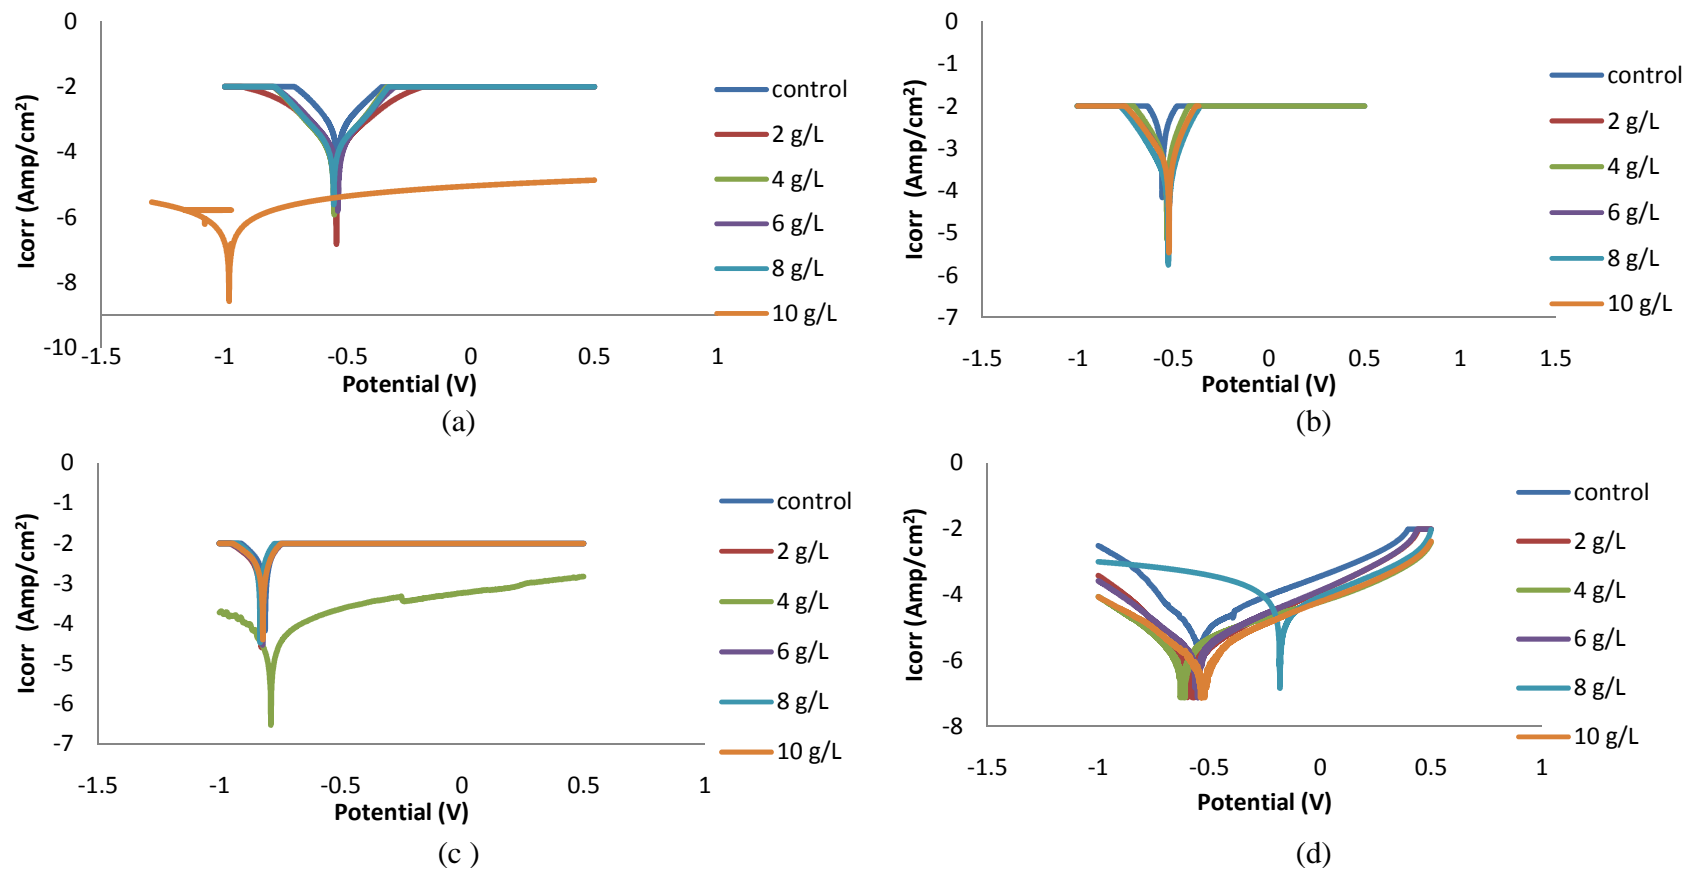 0
-2
-4
-6
-8
-10
-1.5
-1
-0.5
0
0.5
1
Icorr (Amp/cm²)
Potential (V)
control
2 g/L
4 g/L
6 g/L
8 g/L
10 g/L
(a)
0
-1
-2
-3
-4
-5
-6
-7
-1.5
-1
-0.5
0
0.5
1
1.5
Icorr (Amp/cm²)
Potential (V)
control
2 g/L
4 g/L
6 g/L
8 g/L
10 g/L
(b)
0
-1
-2
-3
-4
-5
-6
-7
-1.5
-1
-0.5
0
0.5
1
Icorr (Amp/cm²)
Potential (V)
control
2 g/L
4 g/L
6 g/L
8 g/L
10 g/L
(c )
0
-2
-4
-6
-8
-1.5
-1
-0.5
0
0.5
1
Icorr (Amp/cm²)
Potential (V)
control
2 g/L
4 g/L
6 g/L
8 g/L
10 g/L
(d)